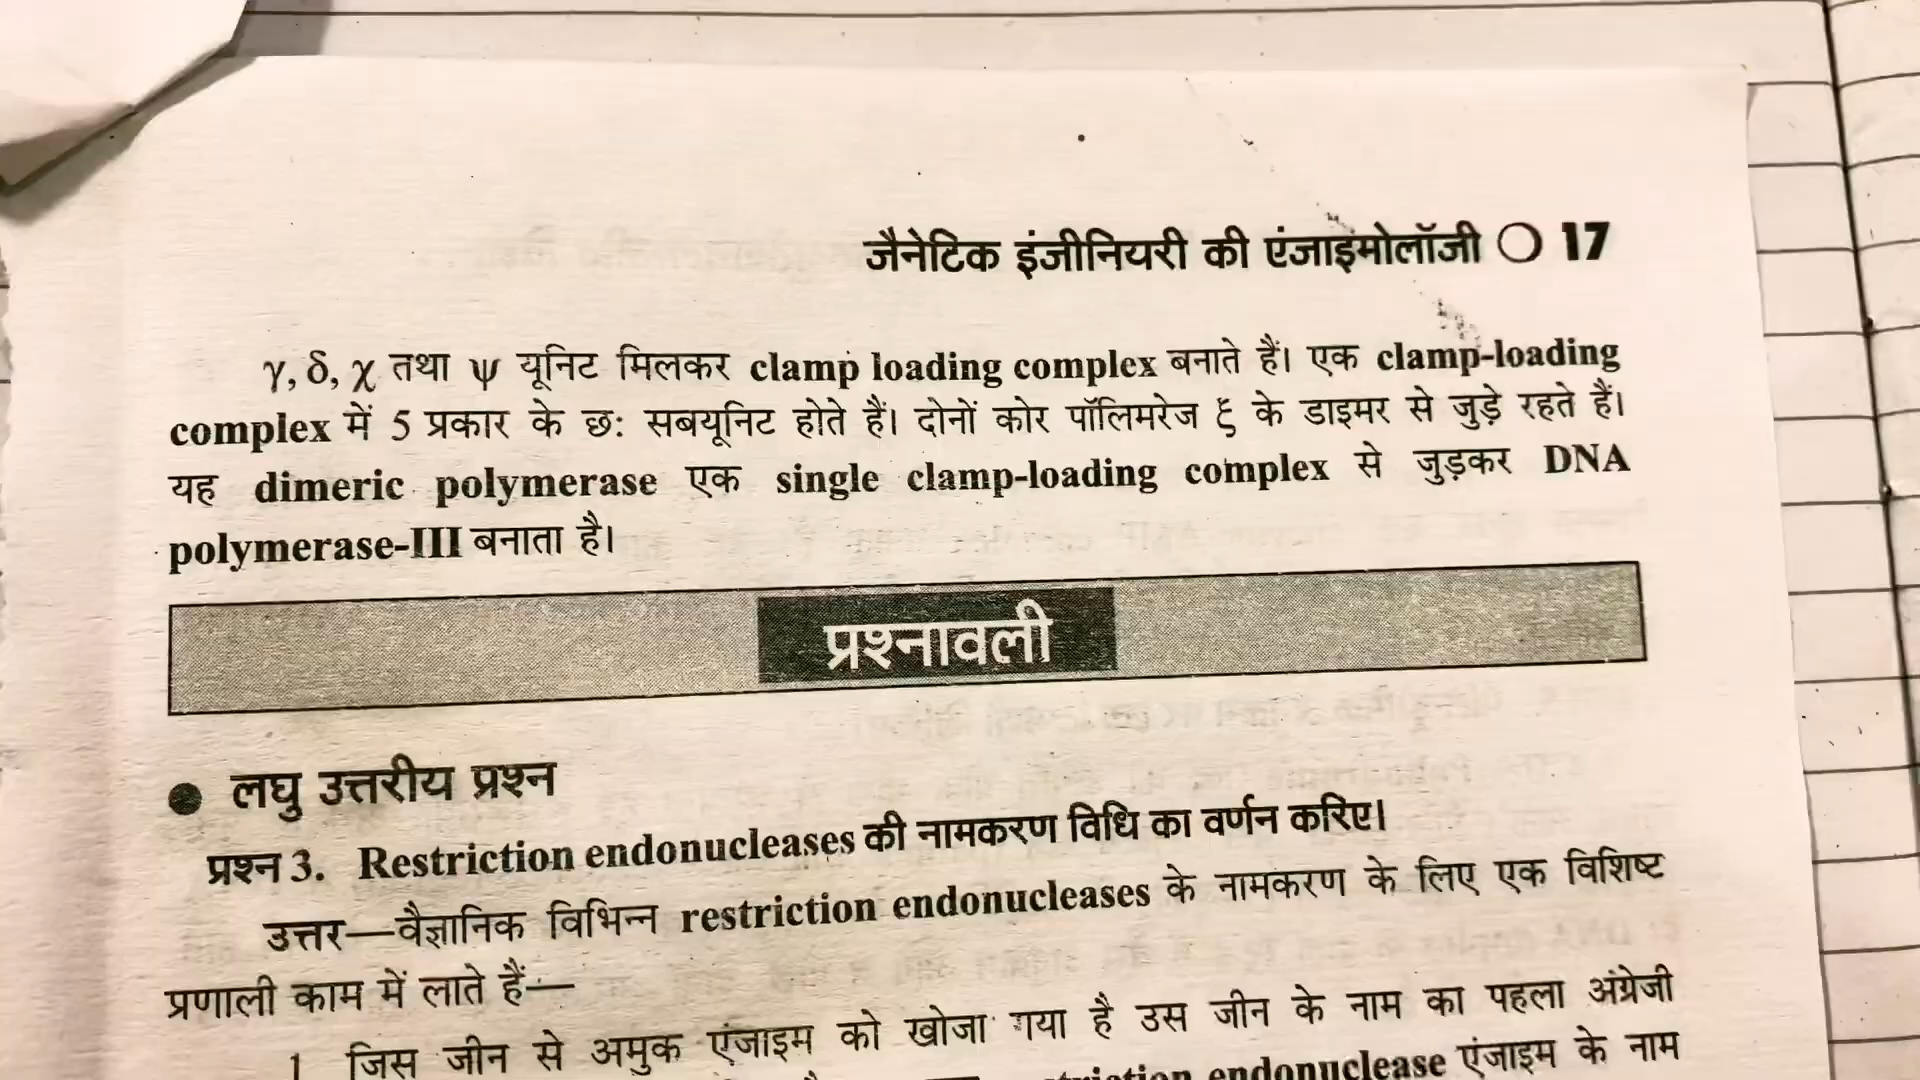 जैनेटिक इंजीनियरी की एंजाइमोलॉजी ○ 17
γ, δ, χ तथा ψ यूनिट मिलकर clamp loading complex बनाते हैं। एक clamp-loading
complex में 5 प्रकार के छः सबयूनिट होते हैं। दोनों कोर पॉलिमरेज ξ के डाइमर से जुड़े रहते हैं।
यह dimeric polymerase एक single clamp-loading complex से जुड़कर DNA
polymerase-III बनाता है।
प्रश्नावली
● लघु उत्तरीय प्रश्न
प्रश्न 3. Restriction endonucleases की नामकरण विधि का वर्णन करिए।
उत्तर—वैज्ञानिक विभिन्न restriction endonucleases के नामकरण के लिए एक विशिष्ट
प्रणाली काम में लाते हैं—
1 जिस जीन से अमुक एंजाइम को खोजा गया है उस जीन के नाम का पहला अंग्रेजी
endonuclease एंजाइम के नाम